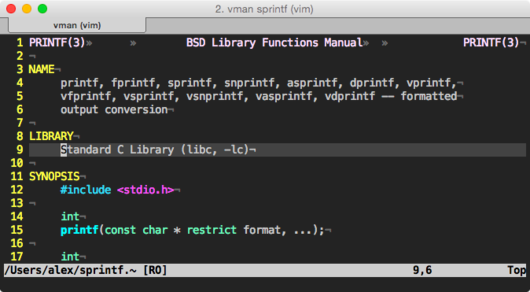 2. vman sprintf (vim)
vman (vim)
1 PRINTF(3)» » BSD Library Functions Manual» » PRINTF(3)¬
2 ¬
3 NAME¬
4 printf, fprintf, sprintf, snprintf, asprintf, dprintf, vprintf,¬
5 vfprintf, vsprintf, vsnprintf, vasprintf, vdprintf -- formatted¬
6 output conversion¬
7 ¬
8 LIBRARY¬
9 Standard C Library (libc, -lc)¬
10 ¬
11 SYNOPSIS¬
12 #include <stdio.h>¬
13 ¬
14 int¬
15 printf(const char * restrict format, ...);¬
16 ¬
17 int¬
/Users/alex/sprintf.~ [RO] 9,6 Top